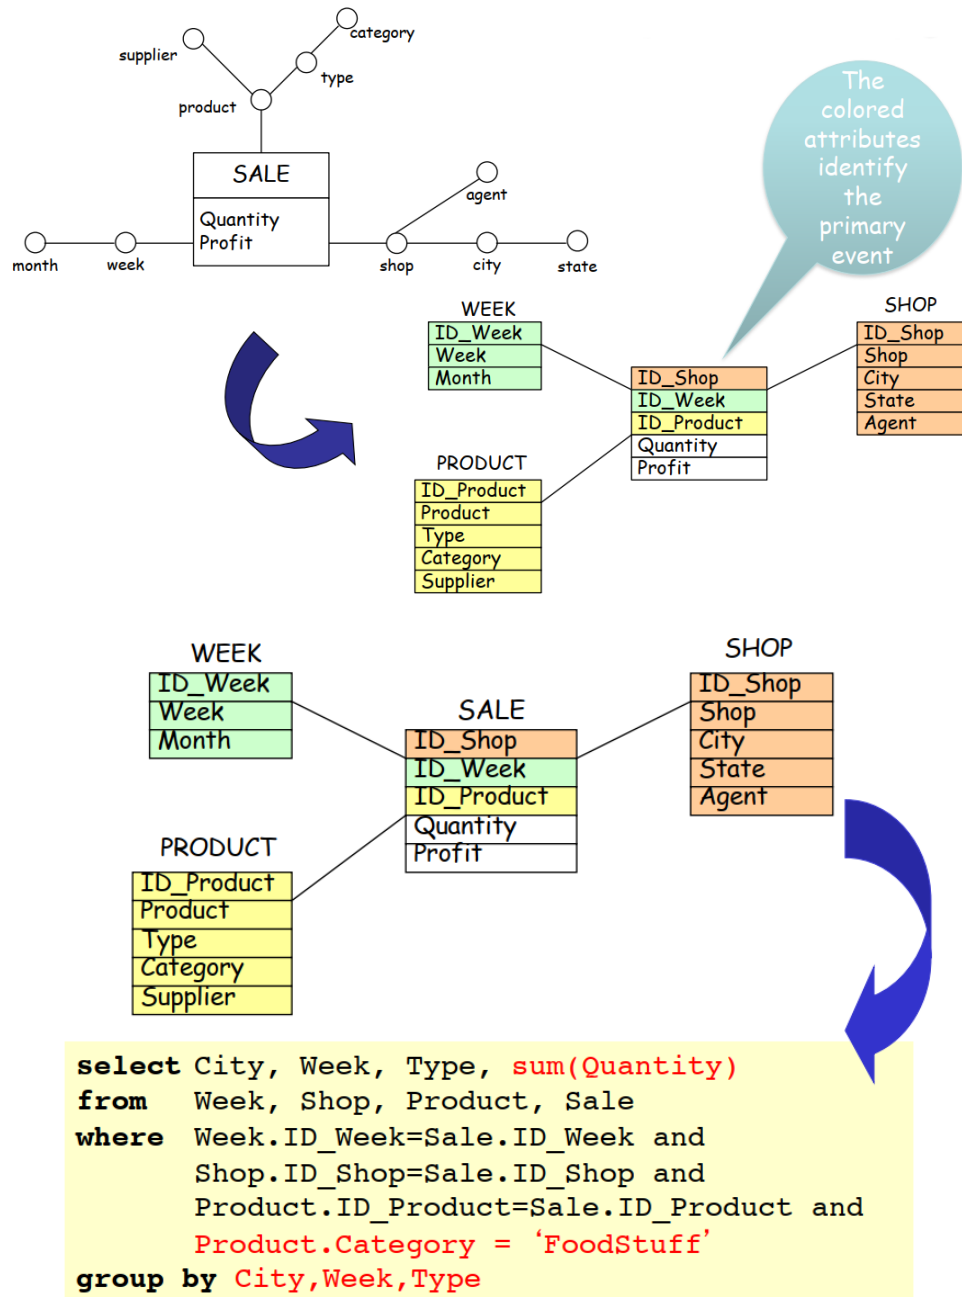 category
supplier
type
product
SALE
Quantity
Profit
agent
month
week
shop
city
state
The
colored
attributes
identify
the
primary
event
WEEK
ID_Week
Week
Month
SHOP
ID_Shop
Shop
City
State
Agent
ID_Shop
ID_Week
ID_Product
Quantity
Profit
PRODUCT
ID_Product
Product
Type
Category
Supplier
WEEK
ID_Week
Week
Month
SALE
ID_Shop
ID_Week
ID_Product
Quantity
Profit
SHOP
ID_Shop
Shop
City
State
Agent
PRODUCT
ID_Product
Product
Type
Category
Supplier
select City, Week, Type, sum(Quantity)
from Week, Shop, Product, Sale
where Week.ID_Week=Sale.ID_Week and
Shop.ID_Shop=Sale.ID_Shop and
Product.ID_Product=Sale.ID_Product and
Product.Category = ‘FoodStuff’
group by City,Week,Type